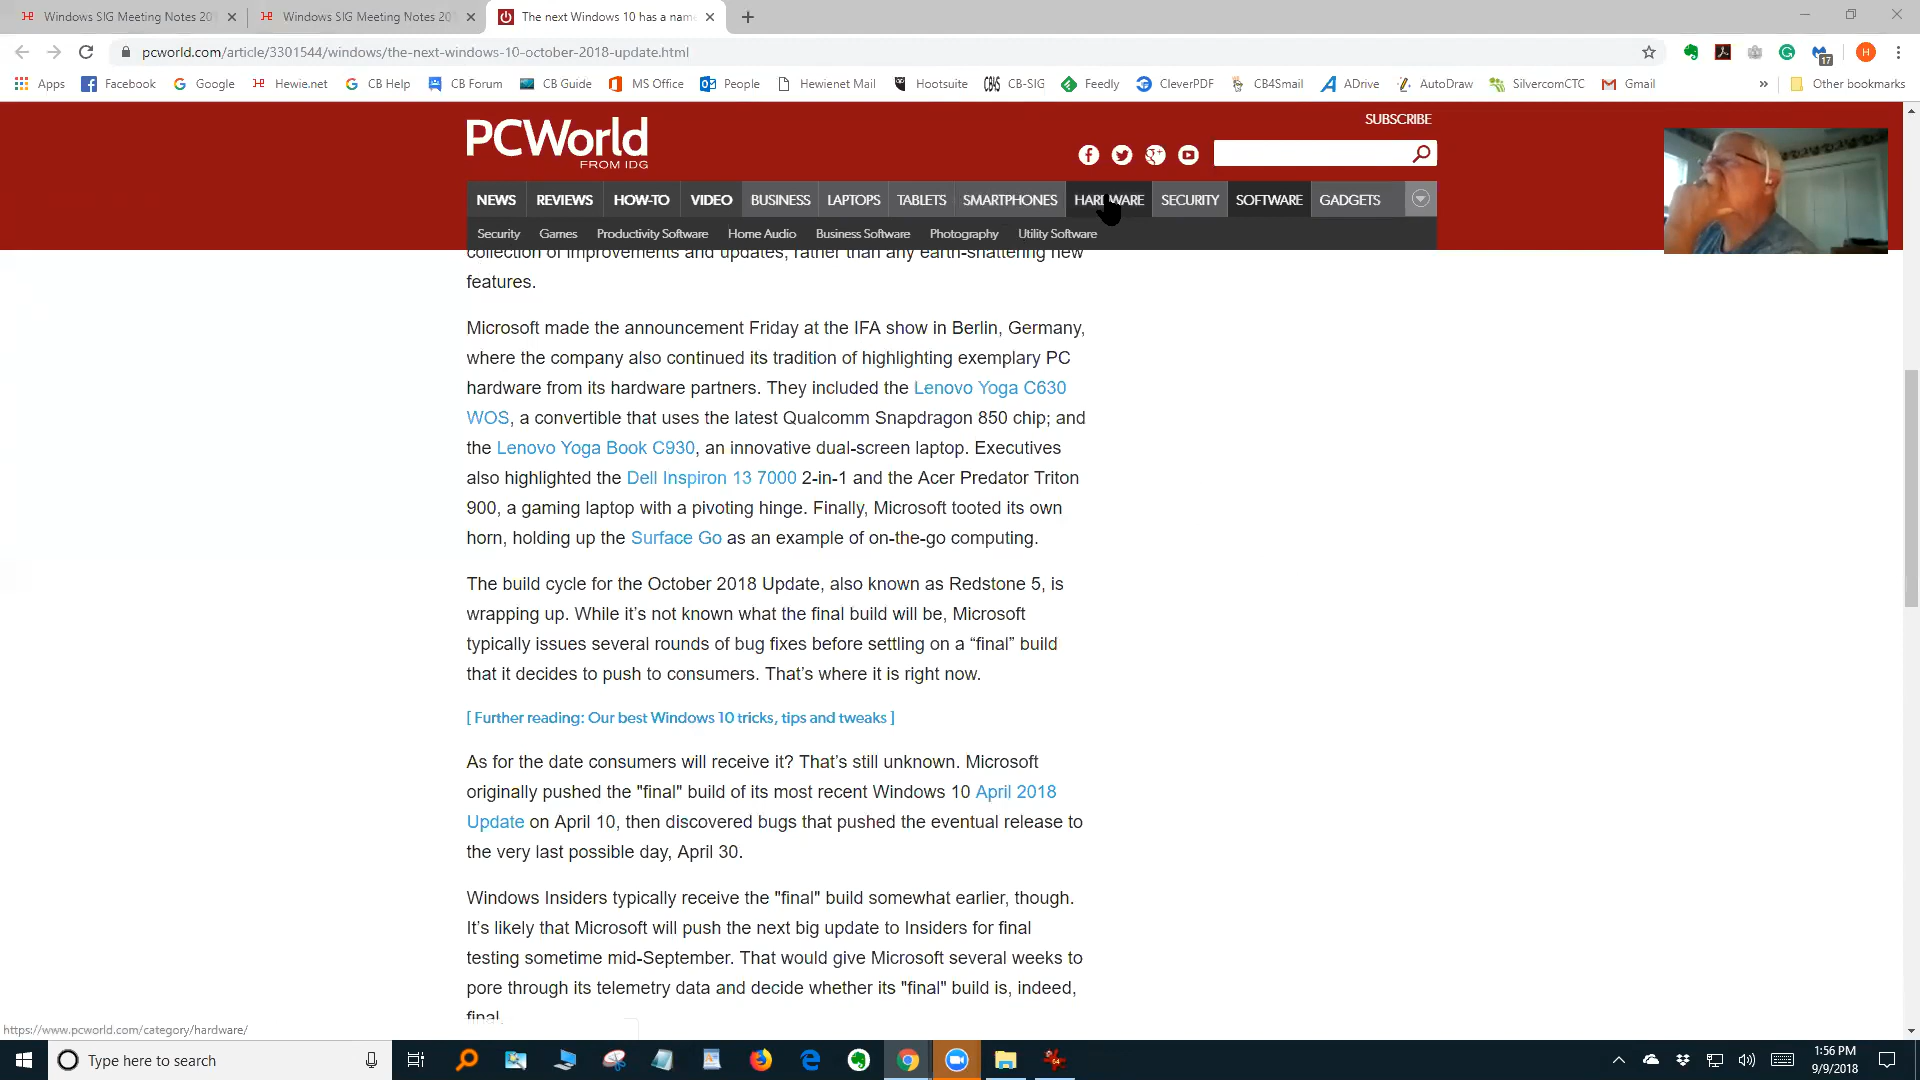 Windows SIG Meeting Notes 201
Windows SIG Meeting Notes 201
The next Windows 10 has a name
pcworld.com/article/3301544/windows/the-next-windows-10-october-2018-update.html
17
H
Apps Facebook Google Hewie.net CB Help CB Forum CB Guide MS Office People Hewienet Mail Hootsuite CB-SIG Feedly CleverPDF CB4Smail ADrive AutoDraw SilvercomCTC Gmail » Other bookmarks
SUBSCRIBE
PCWorld
FROM IDG
NEWS REVIEWS HOW-TO VIDEO BUSINESS LAPTOPS TABLETS SMARTPHONES HARDWARE SECURITY SOFTWARE GADGETS
Security Games Productivity Software Home Audio Business Software Photography Utility Software
collection of improvements and updates, rather than any earth-shattering new
features.
Microsoft made the announcement Friday at the IFA show in Berlin, Germany,
where the company also continued its tradition of highlighting exemplary PC
hardware from its hardware partners. They included the Lenovo Yoga C630
WOS, a convertible that uses the latest Qualcomm Snapdragon 850 chip; and
the Lenovo Yoga Book C930, an innovative dual-screen laptop. Executives
also highlighted the Dell Inspiron 13 7000 2-in-1 and the Acer Predator Triton
900, a gaming laptop with a pivoting hinge. Finally, Microsoft tooted its own
horn, holding up the Surface Go as an example of on-the-go computing.
The build cycle for the October 2018 Update, also known as Redstone 5, is
wrapping up. While it’s not known what the final build will be, Microsoft
typically issues several rounds of bug fixes before settling on a “final” build
that it decides to push to consumers. That’s where it is right now.
[ Further reading: Our best Windows 10 tricks, tips and tweaks ]
As for the date consumers will receive it? That’s still unknown. Microsoft
originally pushed the "final" build of its most recent Windows 10 April 2018
Update on April 10, then discovered bugs that pushed the eventual release to
the very last possible day, April 30.
Windows Insiders typically receive the "final" build somewhat earlier, though.
It’s likely that Microsoft will push the next big update to Insiders for final
testing sometime mid-September. That would give Microsoft several weeks to
pore through its telemetry data and decide whether its "final" build is, indeed,
final.
https://www.pcworld.com/category/hardware/
Type here to search
1:56 PM
9/9/2018